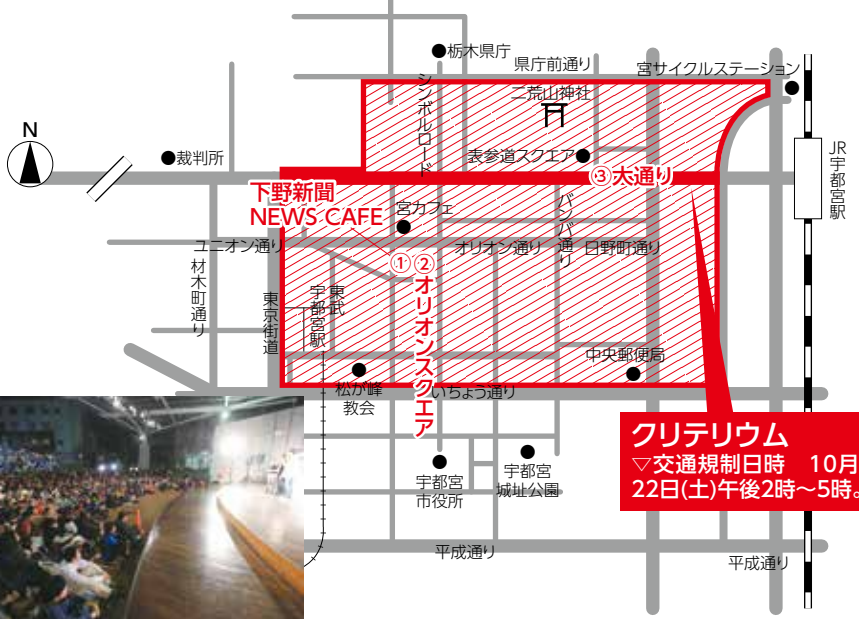 栃木県庁
県庁前通り
宮サイクルステーション
シンボルロード
二荒山神社
N
裁判所
表参道スクエア
JR宇都宮駅
③大通り
下野新聞
NEWS CAFE
宮カフェ
バンバ通り
ユニオン通り
オリオン通り
日野町通り
①
②オリオンスクエア
材木町通り
東京街道
東武
宇都宮駅
中央郵便局
松が峰
教会
いちょう通り
クリテリウム
▽交通規制日時 10月
22日(土)午後2時～5時。
宇都宮
市役所
宇都宮
城址公園
平成通り
平成通り